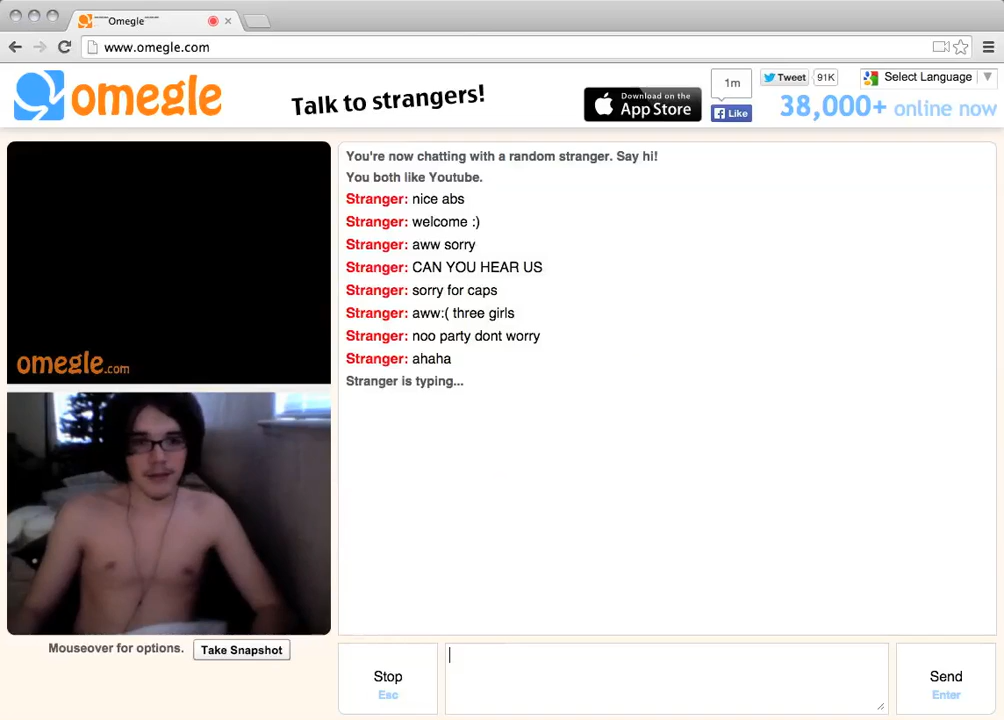 """Omegle"""
www.omegle.com
omegle
Talk to strangers!
Download on the
App Store
1m
Like
Tweet
91K
Select Language
38,000+ online now
You're now chatting with a random stranger. Say hi!
You both like Youtube.
Stranger: nice abs
Stranger: welcome :)
Stranger: aww sorry
Stranger: CAN YOU HEAR US
Stranger: sorry for caps
Stranger: aww:( three girls
Stranger: noo party dont worry
Stranger: ahaha
Stranger is typing...
omegle.com
Mouseover for options.
Take Snapshot
Stop
Esc
Send
Enter